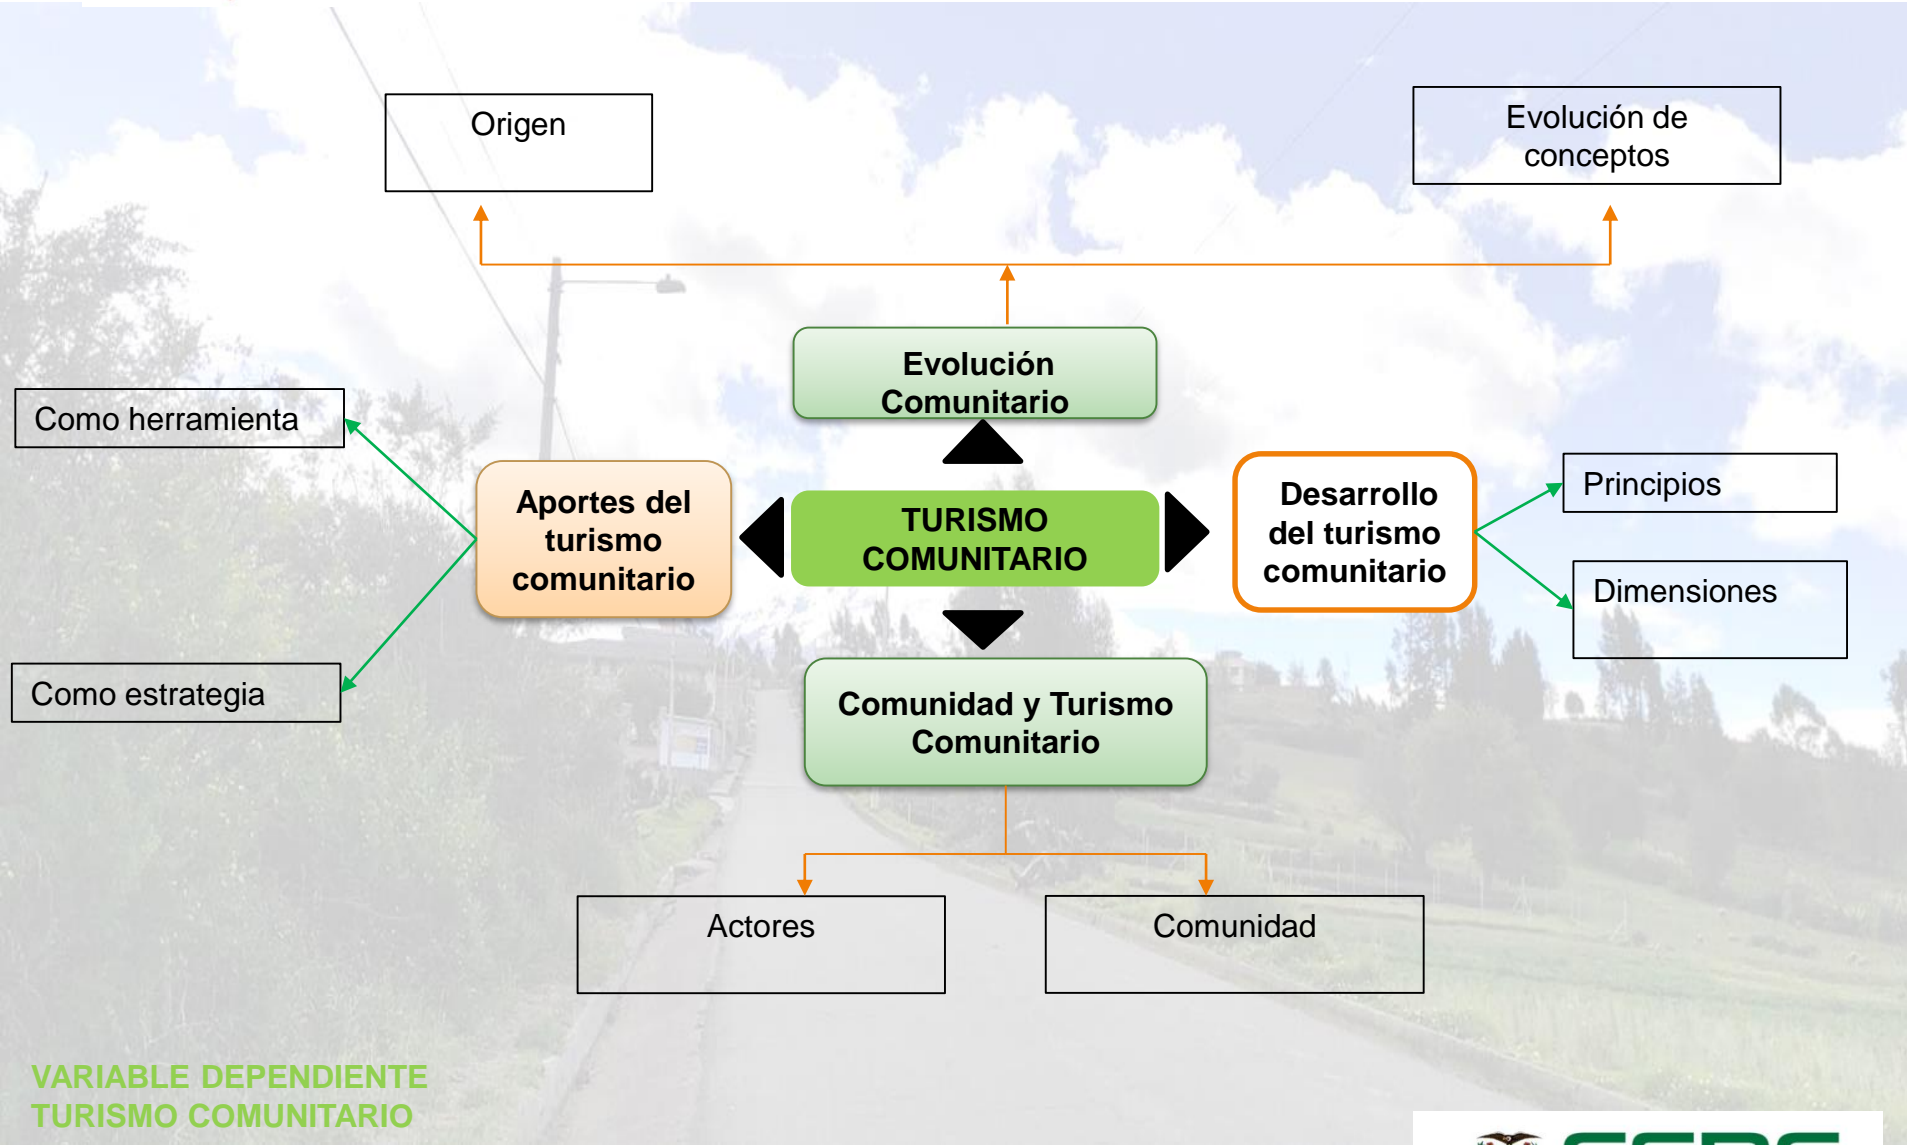 Origen
Evolución de
conceptos
Evolución
Comunitario
Como herramienta
Aportes del
turismo
comunitario
TURISMO
COMUNITARIO
Desarrollo
del turismo
comunitario
Principios
Dimensiones
Como estrategia
Comunidad y Turismo
Comunitario
Actores
Comunidad
VARIABLE DEPENDIENTE
TURISMO COMUNITARIO